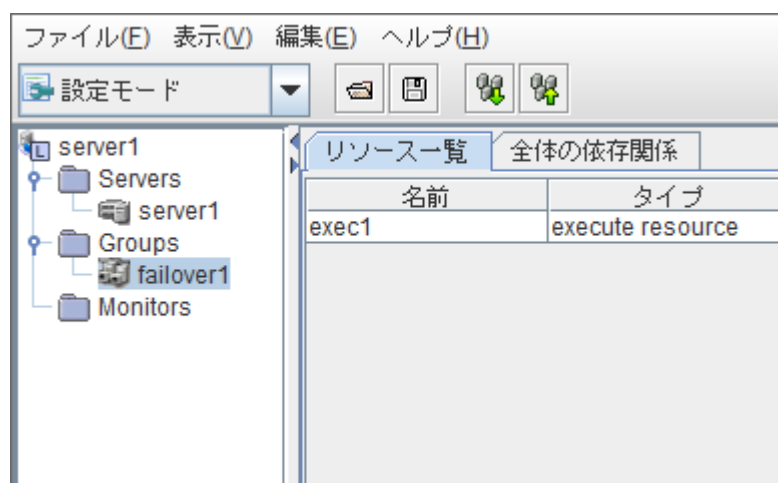 ファイル(F) 表示(V) 編集(E) ヘルプ(H)
設定モード
server1
Servers
server1
Groups
failover1
Monitors
リソース一覧 全体の依存関係
名前 タイプ
exec1 execute resource